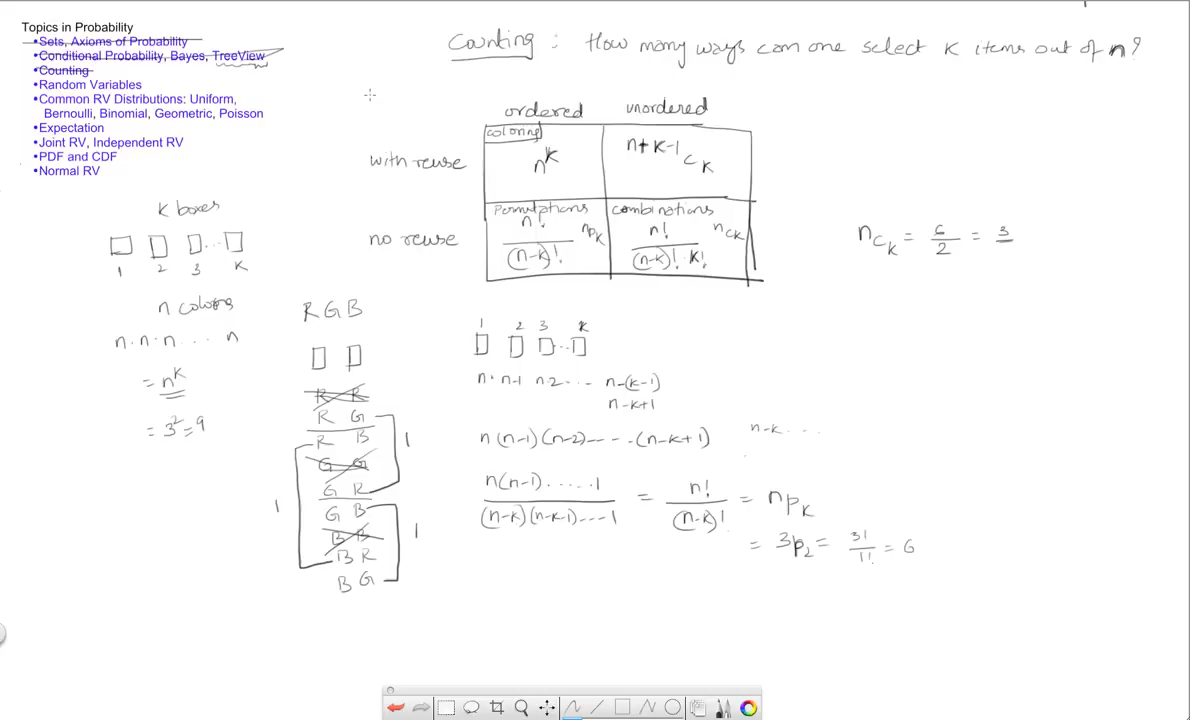 Topics in Probability
•Sets, Axioms of Probability
•Conditional Probability, Bayes, TreeView
•Counting
•Random Variables
•Common RV Distributions: Uniform,
Bernoulli, Binomial, Geometric, Poisson
•Expectation
•Joint RV, Independent RV
•PDF and CDF
•Normal RV
Counting : How many ways can one select K items out of n?
ordered unordered
with reuse
coloring
n^K
n+K-1 C K
no reuse
Permutations
n! / (n-k)!
n P K
Combinations
n! / (n-k)! · K!
n C K
n C K = 6/2 = 3
K boxes
1 2 3 ... K
n colors
n · n · n ... n
= n^K
= 3^2 = 9
R G B
R R
R G
R B
G G
G R
G B
B B
B R
B G
1
1
1
1 2 3 ... K
n · n-1 n-2 ... n-(k-1)
n-k+1
n(n-1)(n-2) - - - - (n-k+1) n-k ....
n(n-1) ..... 1 / (n-k)(n-k-1) --- 1 = n! / (n-k)! = n P K
= 3P2 = 3! / 1! = 6